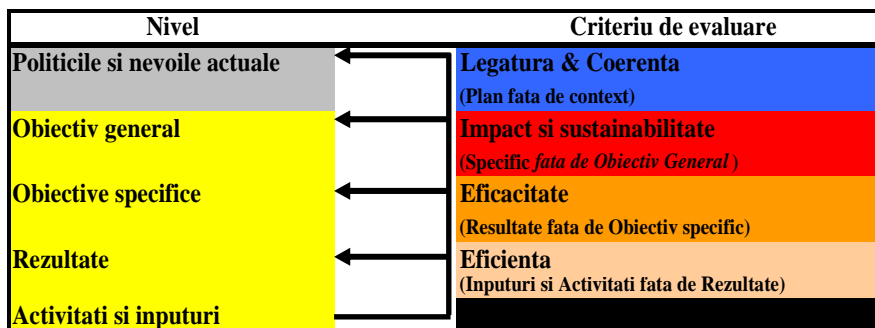 Nivel Criteriu de evaluare
Politicile si nevoile actuale Legatura & Coerenta
(Plan fata de context)
Obiectiv general Impact si sustainabilitate
(Specific fata de Obiectiv General )
Obiective specifice Eficacitate
(Resultate fata de Obiectiv specific)
Rezultate Eficienta
(Inputuri si Activitati fata de Rezultate)
Activitati si inputuri